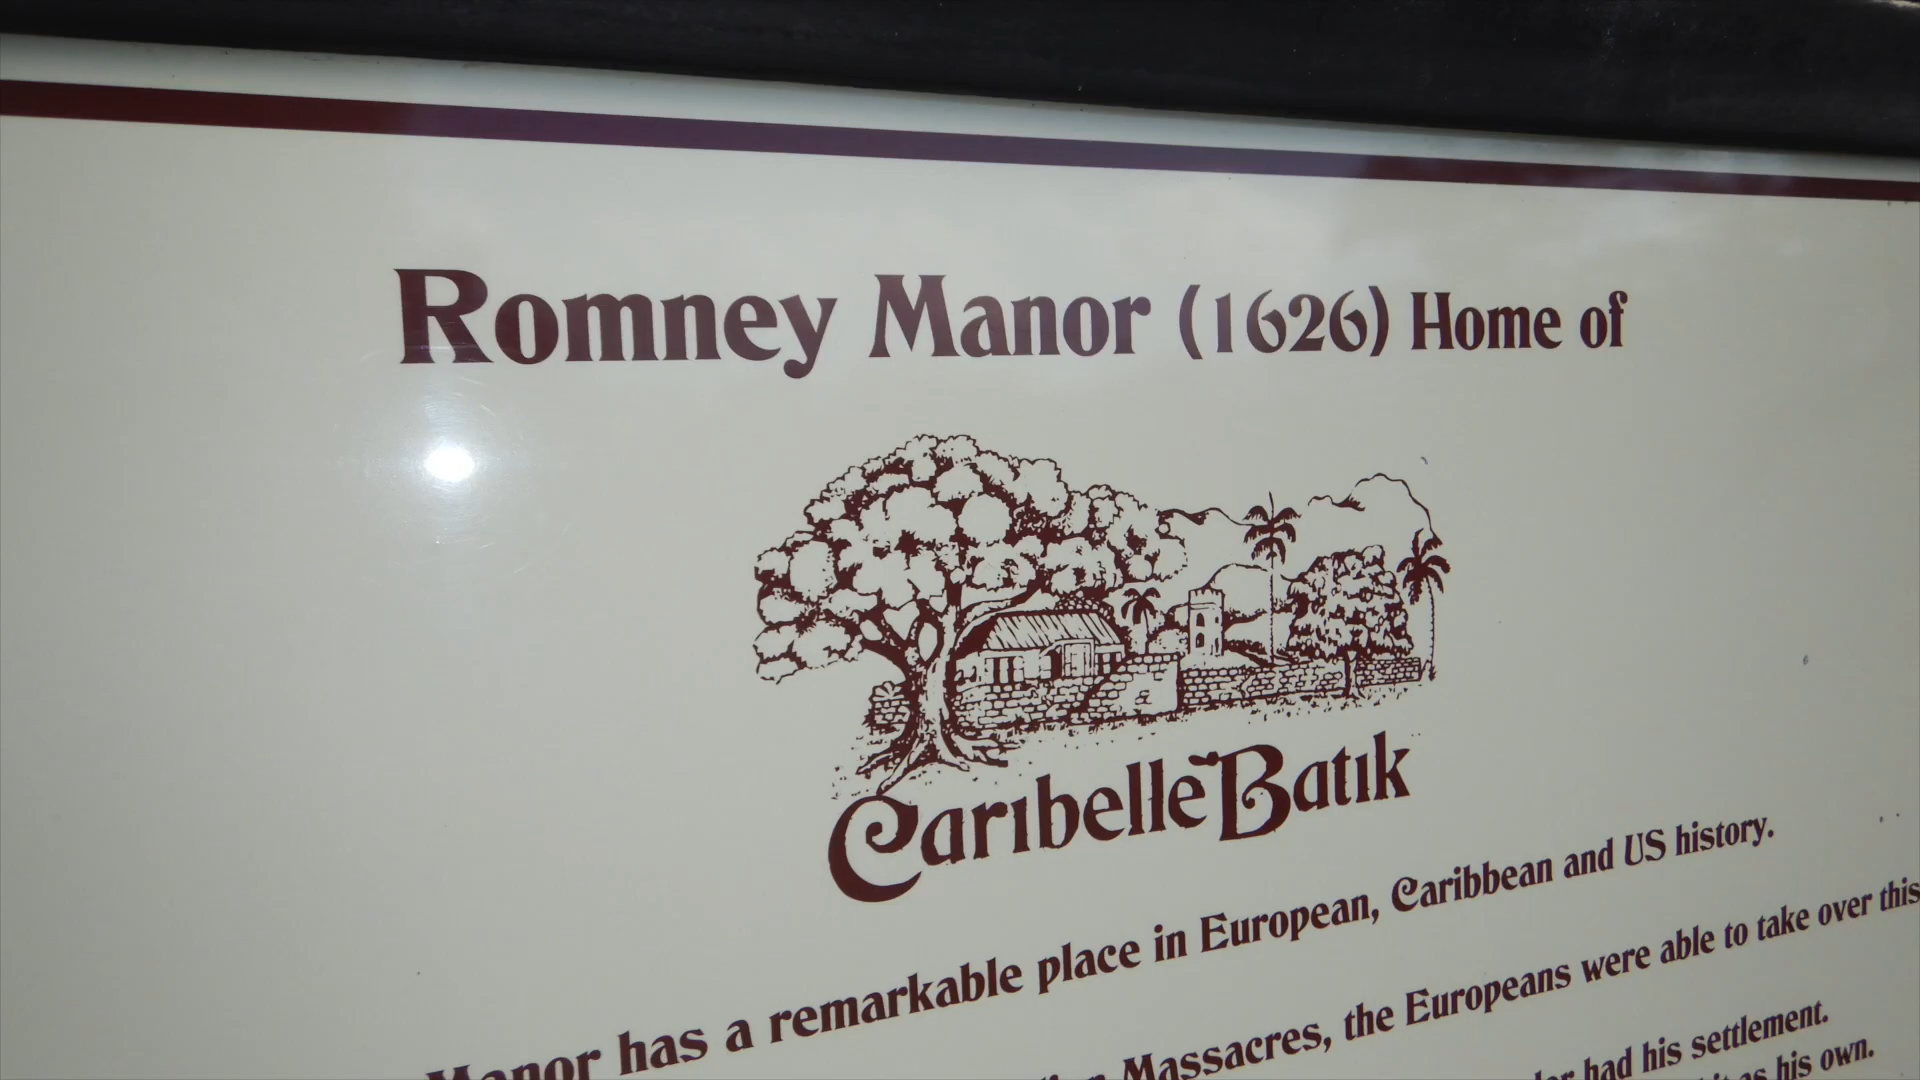 Romney Manor (1626) Home of
Caribelle Batik
Manor has a remarkable place in European, Caribbean and US history.
Massacres, the Europeans were able to take over this
had his settlement.
as his own.